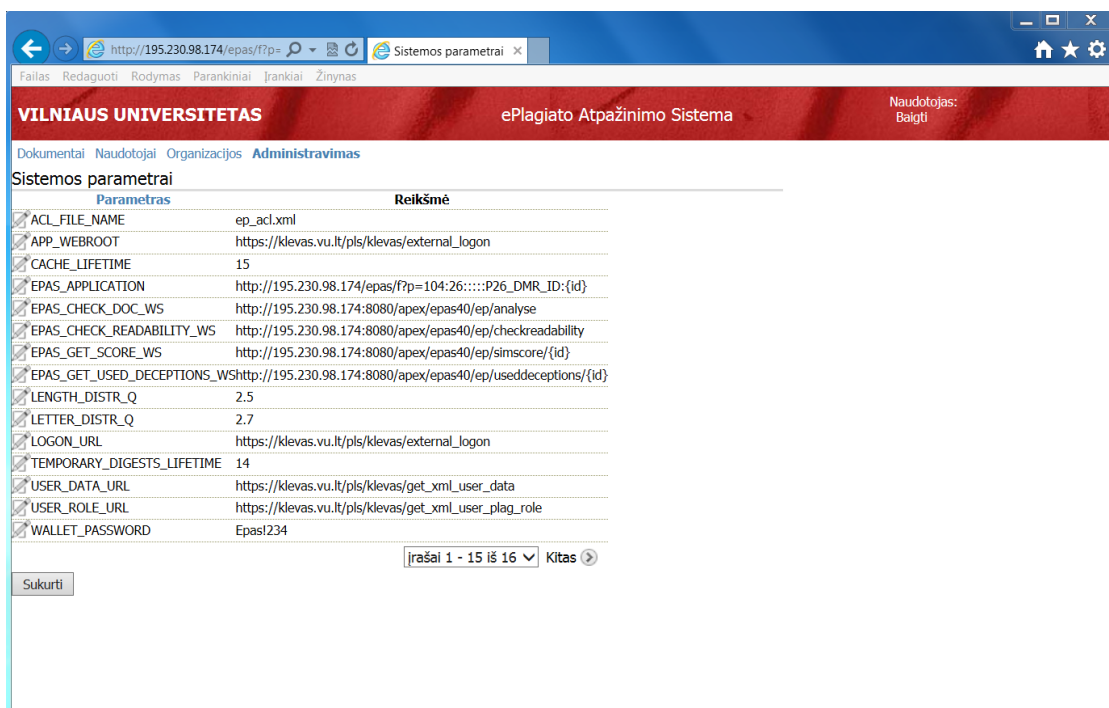 http://195.230.98.174/epas/f?p=
Sistemos parametrai
Failas Redaguoti Rodymas Parankiniai Įrankiai Žinynas
VILNIAUS UNIVERSITETAS ePlagiato Atpažinimo Sistema Naudotojas:
Baigti
Dokumentai Naudotojai Organizacijos Administravimas
Sistemos parametrai
Parametras Reikšmė
ACL_FILE_NAME ep_acl.xml
APP_WEBROOT https://klevas.vu.lt/pls/klevas/external_logon
CACHE_LIFETIME 15
EPAS_APPLICATION http://195.230.98.174/epas/f?p=104:26:::::P26_DMR_ID:{id}
EPAS_CHECK_DOC_WS http://195.230.98.174:8080/apex/epas40/ep/analyse
EPAS_CHECK_READABILITY_WS http://195.230.98.174:8080/apex/epas40/ep/checkreadability
EPAS_GET_SCORE_WS http://195.230.98.174:8080/apex/epas40/ep/simscore/{id}
EPAS_GET_USED_DECEPTIONS_WS http://195.230.98.174:8080/apex/epas40/ep/useddeceptions/{id}
LENGTH_DISTR_Q 2.5
LETTER_DISTR_Q 2.7
LOGON_URL https://klevas.vu.lt/pls/klevas/external_logon
TEMPORARY_DIGESTS_LIFETIME 14
USER_DATA_URL https://klevas.vu.lt/pls/klevas/get_xml_user_data
USER_ROLE_URL https://klevas.vu.lt/pls/klevas/get_xml_user_plag_role
WALLET_PASSWORD Epas!234
įrašai 1 - 15 iš 16 Kitas
Sukurti